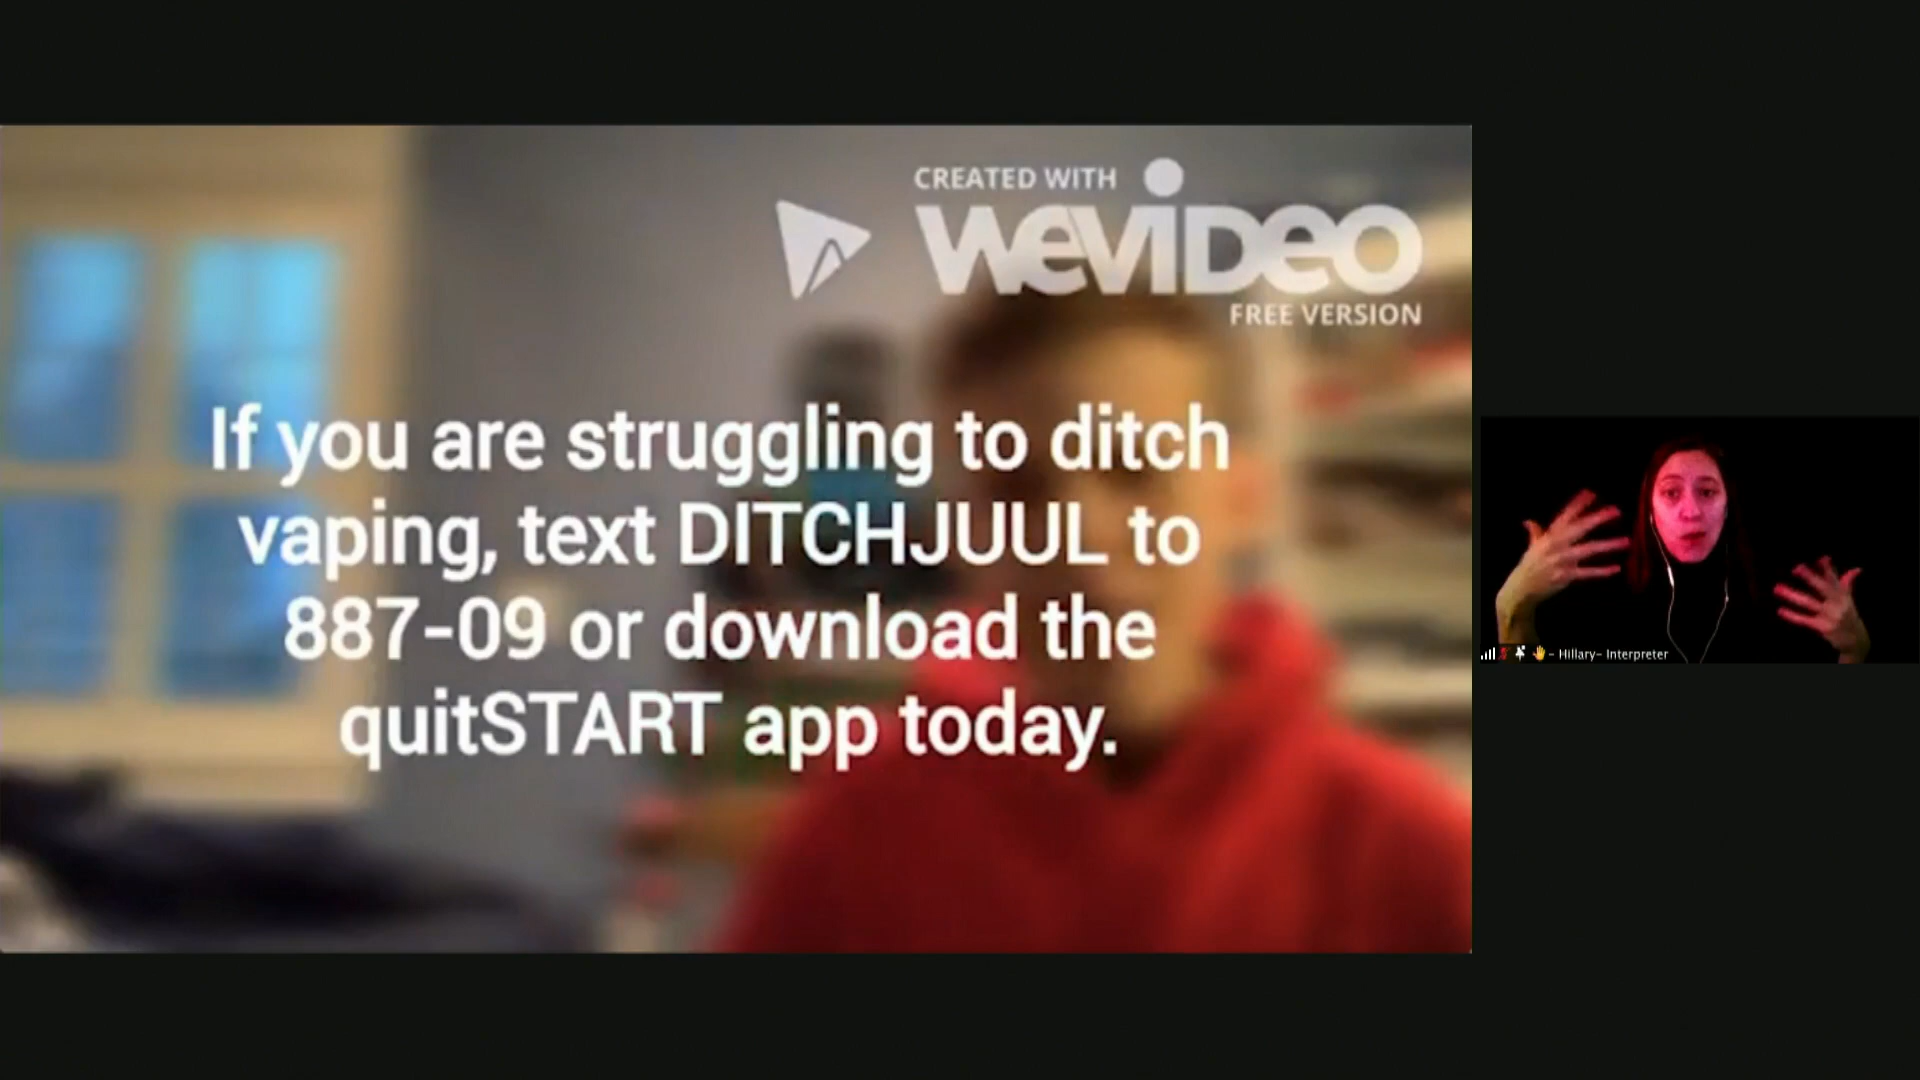 CREATED WITH
WEVIDEO
FREE VERSION
If you are struggling to ditch
vaping, text DITCHJUUL to
887-09 or download the
quitSTART app today.
- Hillary- Interpreter